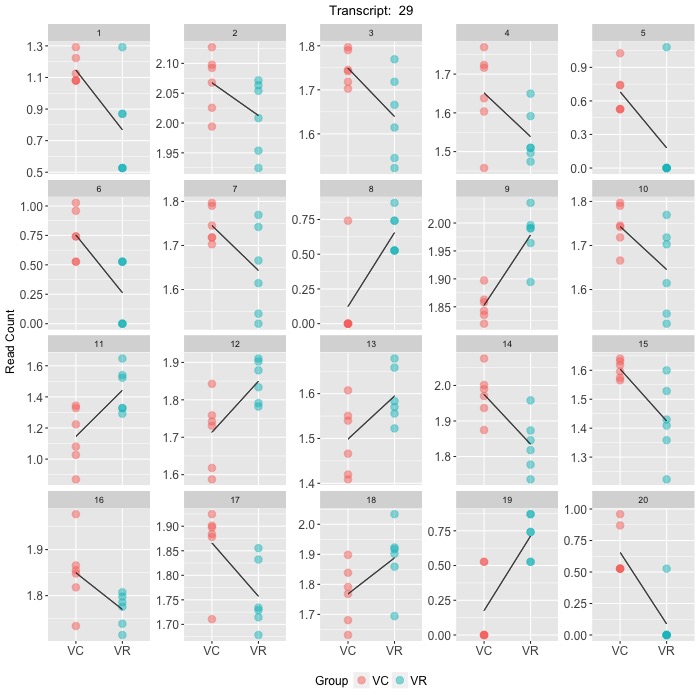 Transcript: 29
1 2 3 4 5
1.3 1.1 0.9 0.7 0.5
2.10 2.05 2.00 1.95
1.8 1.7 1.6
1.7 1.6 1.5
0.9 0.6 0.3 0.0
6 7 8 9 10
1.00 0.75 0.50 0.25 0.00
1.8 1.7 1.6
0.75 0.50 0.25 0.00
2.00 1.95 1.90 1.85
1.8 1.7 1.6
Read Count
11 12 13 14 15
1.6 1.4 1.2 1.0
1.9 1.8 1.7 1.6
1.6 1.5 1.4
2.0 1.9 1.8
1.6 1.5 1.4 1.3
16 17 18 19 20
1.9 1.8
1.90 1.85 1.80 1.75 1.70
2.0 1.9 1.8 1.7
0.75 0.50 0.25 0.00
1.00 0.75 0.50 0.25 0.00
VC VR VC VR VC VR VC VR VC VR
Group VC VR